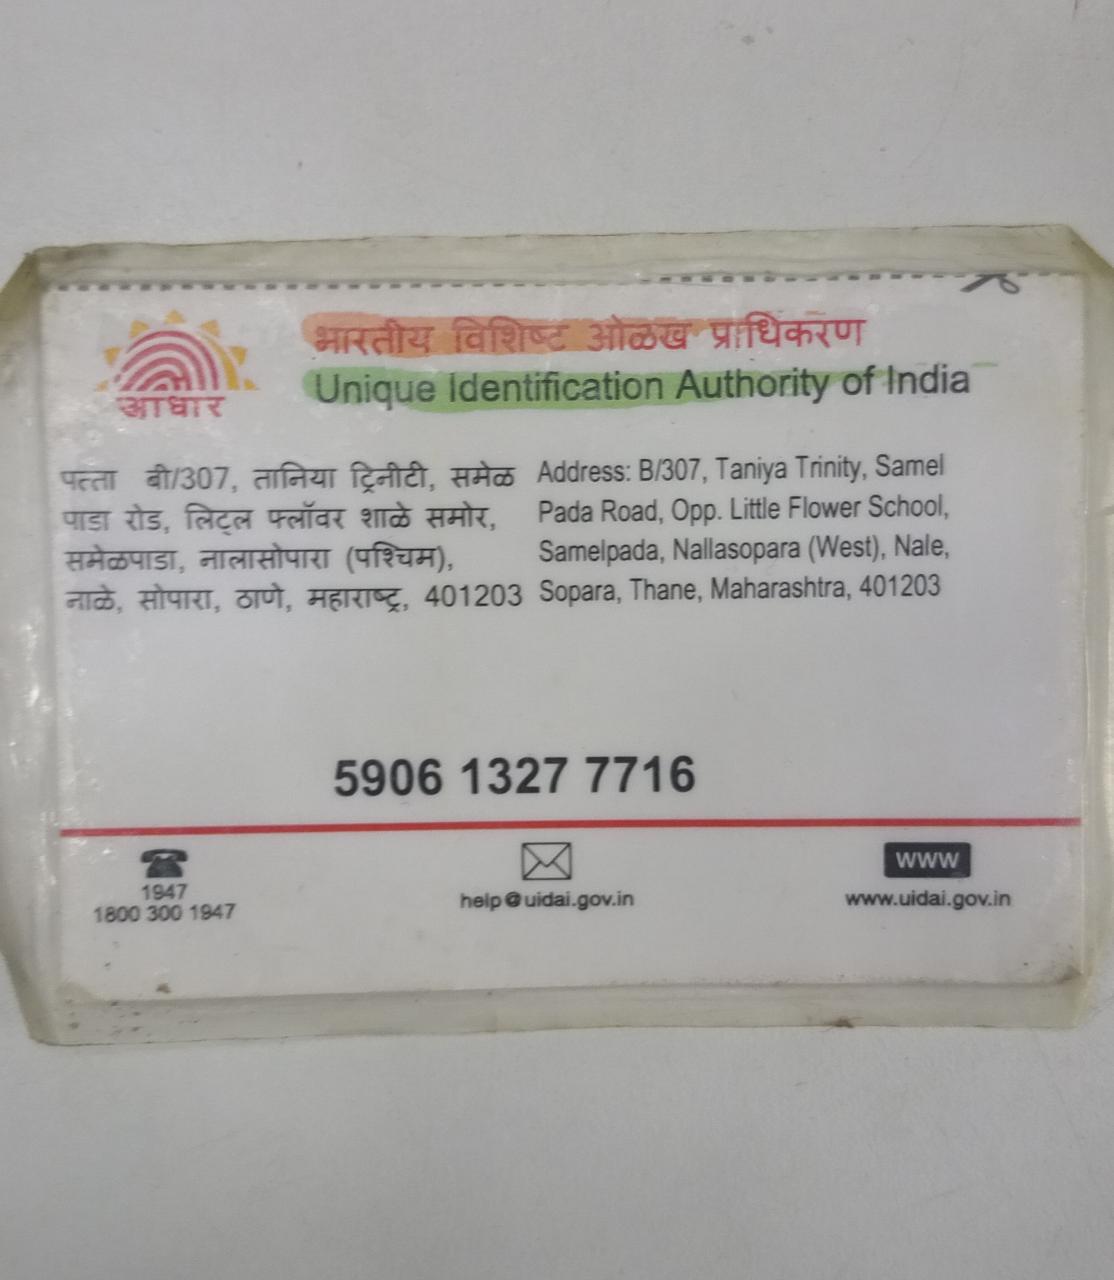 भारतीय विशिष्ट ओळख प्राधिकरण
Unique Identification Authority of India
आधार
पत्ता बी/307, तानिया ट्रिनीटी, समेळ
पाडा रोड, लिट्ल फ्लॉवर शाळे समोर,
समेळपाडा, नालासोपारा (पश्चिम),
नाळे, सोपारा, ठाणे, महाराष्ट्र, 401203
Address: B/307, Taniya Trinity, Samel
Pada Road, Opp. Little Flower School,
Samelpada, Nallasopara (West), Nale,
Sopara, Thane, Maharashtra, 401203
5906 1327 7716
1947
1800 300 1947
help@uidai.gov.in
www
www.uidai.gov.in